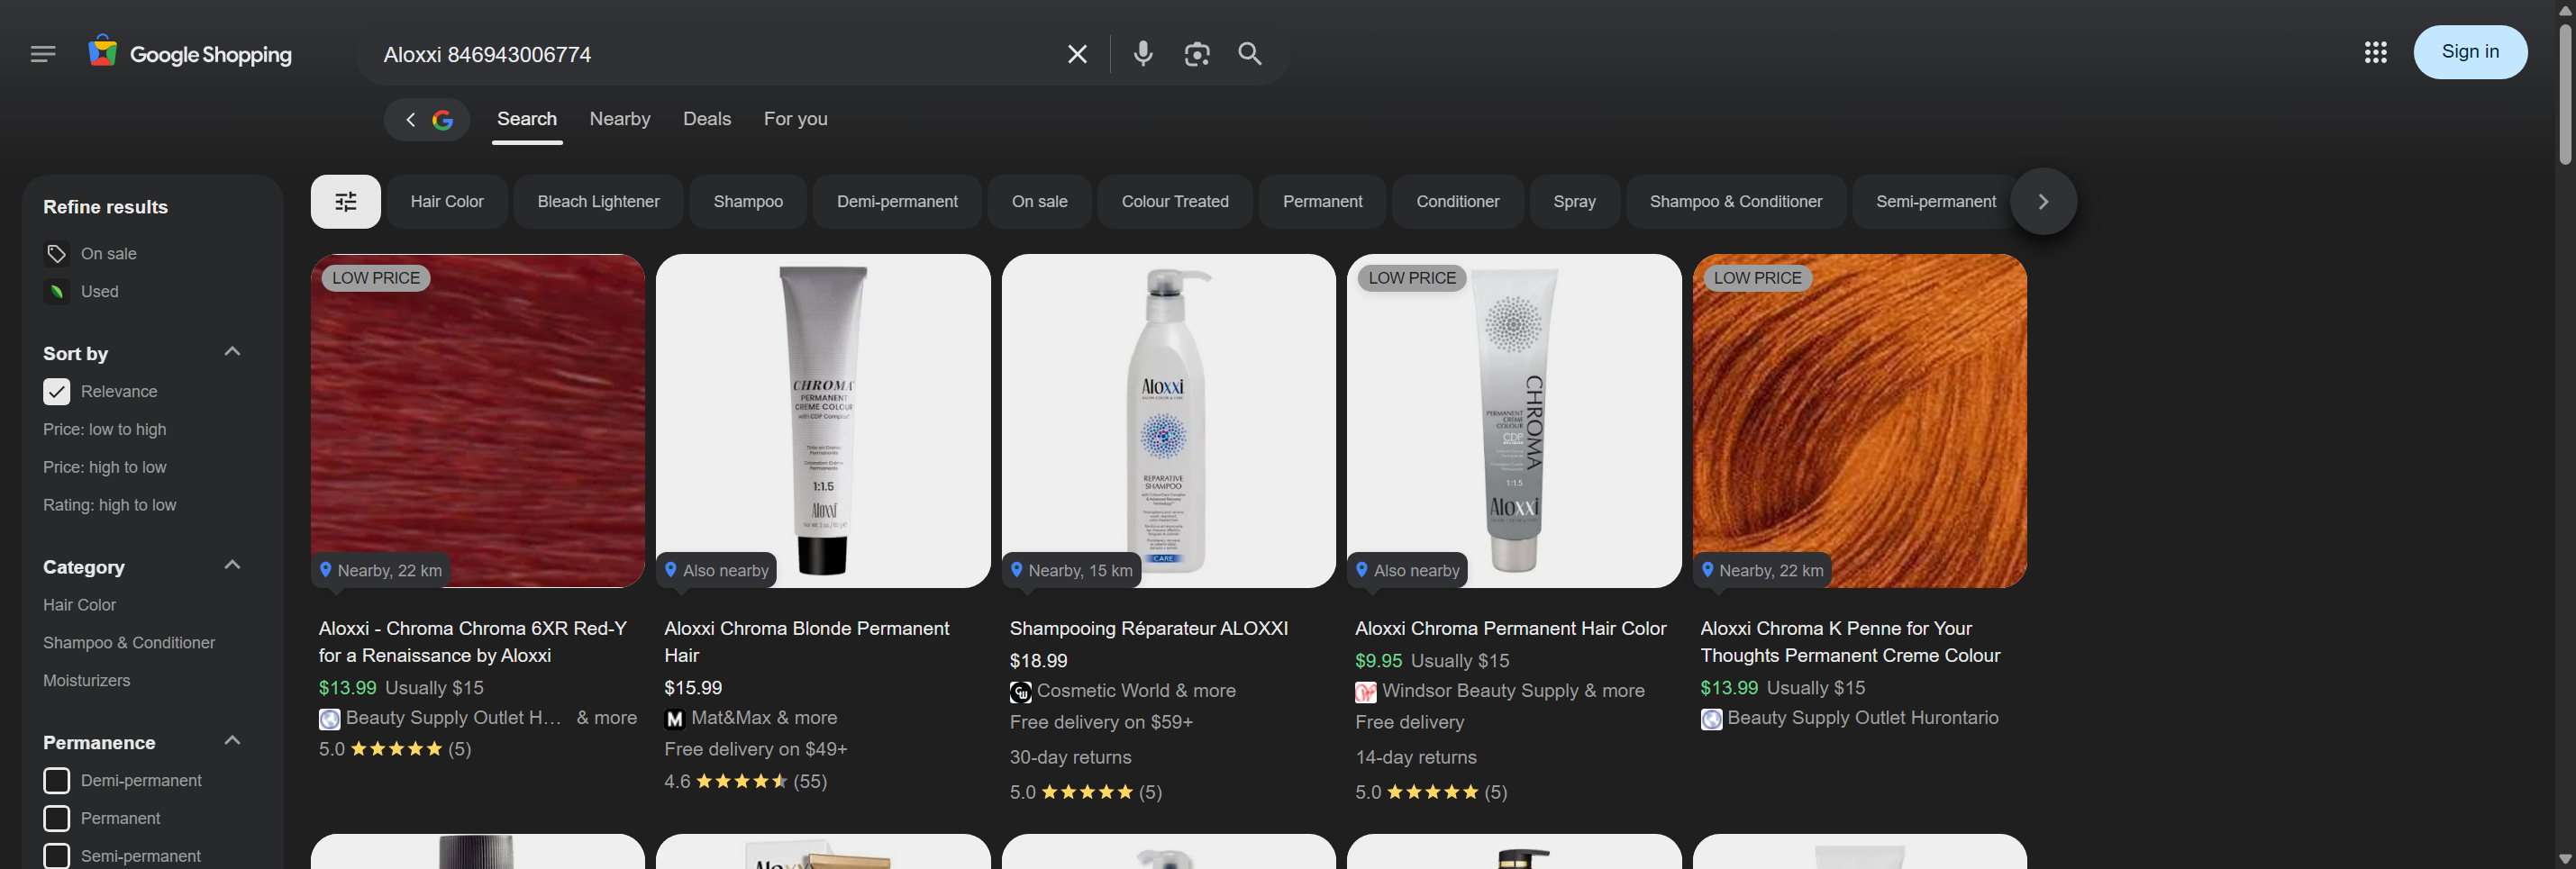 Google Shopping
Aloxxi 846943006774
Sign in
Search
Nearby
Deals
For you
Refine results
On sale
Used
Sort by
Relevance
Price: low to high
Price: high to low
Rating: high to low
Category
Hair Color
Shampoo & Conditioner
Moisturizers
Permanence
Demi-permanent
Permanent
Semi-permanent
Hair Color
Bleach Lightener
Shampoo
Demi-permanent
On sale
Colour Treated
Permanent
Conditioner
Spray
Shampoo & Conditioner
Semi-permanent
LOW PRICE
Nearby, 22 km
Aloxxi - Chroma Chroma 6XR Red-Y
for a Renaissance by Aloxxi
$13.99 Usually $15
Beauty Supply Outlet H… & more
5.0 (5)
CHROMA
PERMANENT
CREME COLOUR
with CDP Complex
1:1.5
Aloxxi
Also nearby
Aloxxi Chroma Blonde Permanent
Hair
$15.99
M Mat&Max & more
Free delivery on $49+
4.6 (55)
Aloxxi
REPARATIVE
SHAMPOO
CARE
Nearby, 15 km
Shampooing Réparateur ALOXXI
$18.99
Cosmetic World & more
Free delivery on $59+
30-day returns
5.0 (5)
LOW PRICE
CHROMA
PERMANENT
CREME
COLOUR
CDP
1:1.5
Aloxxi
Also nearby
Aloxxi Chroma Permanent Hair Color
$9.95 Usually $15
Windsor Beauty Supply & more
Free delivery
14-day returns
5.0 (5)
LOW PRICE
Nearby, 22 km
Aloxxi Chroma K Penne for Your
Thoughts Permanent Creme Colour
$13.99 Usually $15
Beauty Supply Outlet Hurontario